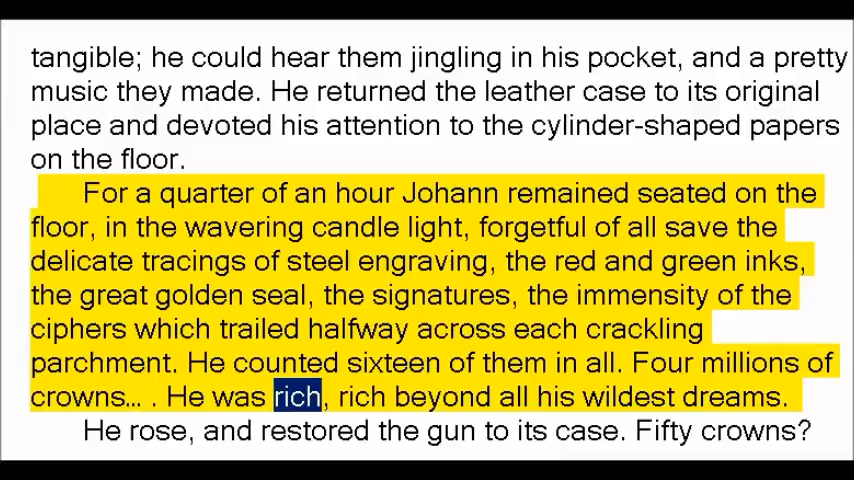 tangible; he could hear them jingling in his pocket, and a pretty
music they made. He returned the leather case to its original
place and devoted his attention to the cylinder-shaped papers
on the floor.
For a quarter of an hour Johann remained seated on the
floor, in the wavering candle light, forgetful of all save the
delicate tracings of steel engraving, the red and green inks,
the great golden seal, the signatures, the immensity of the
ciphers which trailed halfway across each crackling
parchment. He counted sixteen of them in all. Four millions of
crowns... . He was rich, rich beyond all his wildest dreams.
He rose, and restored the gun to its case. Fifty crowns?